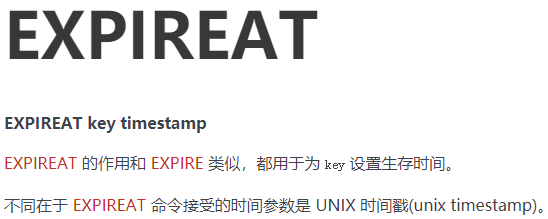 EXPIREAT
EXPIREAT key timestamp
EXPIREAT 的作用和 EXPIRE 类似，都用于为 key 设置生存时间。
不同在于 EXPIREAT 命令接受的时间参数是 UNIX 时间戳(unix timestamp)。